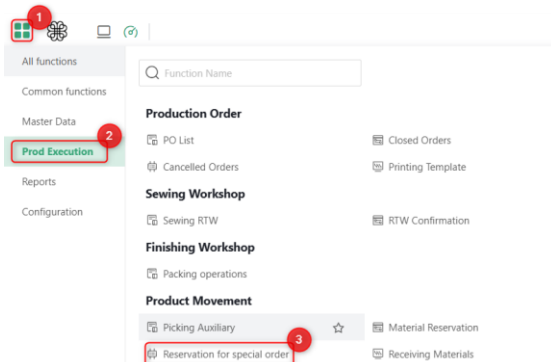 1
All functions
Function Name
Common functions
Production Order
Master Data
2
PO List
Closed Orders
Prod Execution
Cancelled Orders
Printing Template
Reports
Sewing Workshop
Configuration
Sewing RTW
RTW Confirmation
Finishing Workshop
Packing operations
Product Movement
Picking Auxiliary
Material Reservation
3
Reservation for special order
Receiving Materials